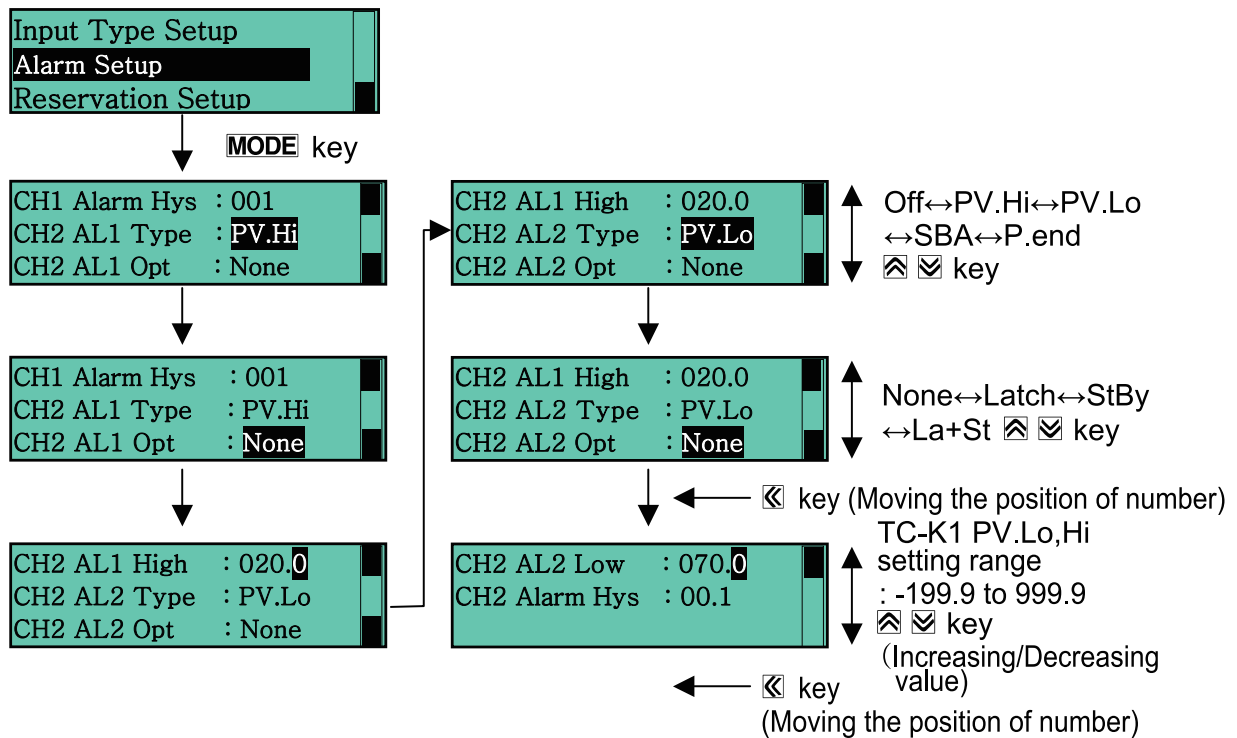 Input Type Setup
Alarm Setup
Reservation Setup
MODE key
CH1 Alarm Hys : 001
CH2 AL1 Type : PV.Hi
CH2 AL1 Opt : None
CH1 Alarm Hys : 001
CH2 AL1 Type : PV.Hi
CH2 AL1 Opt : None
CH2 AL1 High : 020.0
CH2 AL2 Type : PV.Lo
CH2 AL2 Opt : None
CH2 AL1 High : 020.0
CH2 AL2 Type : PV.Lo
CH2 AL2 Opt : None
Off↔PV.Hi↔PV.Lo
↔SBA↔P.end
key
CH2 AL1 High : 020.0
CH2 AL2 Type : PV.Lo
CH2 AL2 Opt : None
None↔Latch↔StBy
↔La+St key
key (Moving the position of number)
CH2 AL2 Low : 070.0
CH2 Alarm Hys : 00.1
TC-K1 PV.Lo,Hi
setting range
: -199.9 to 999.9
key
(Increasing/Decreasing
value)
key
(Moving the position of number)